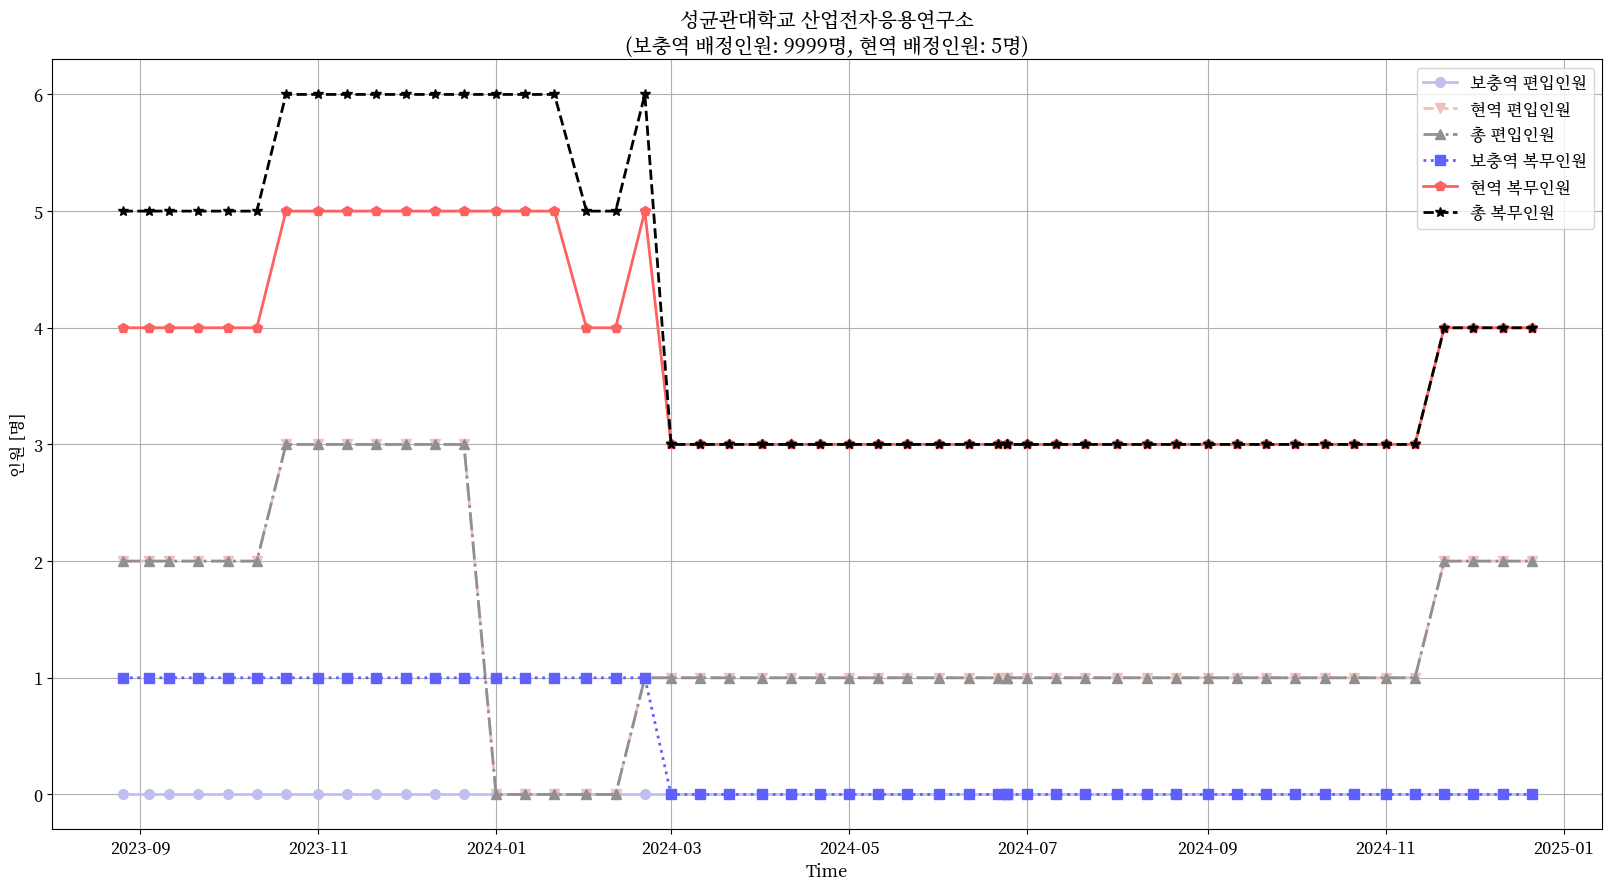 성균관대학교 산업전자응용연구소
(보충역 배정인원: 9999명, 현역 배정인원: 5명)
보충역 편입인원
현역 편입인원
총 편입인원
보충역 복무인원
현역 복무인원
총 복무인원
인원 [명]
6
5
4
3
2
1
0
2023-09 2023-11 2024-01 2024-03 2024-05 2024-07 2024-09 2024-11 2025-01
Time